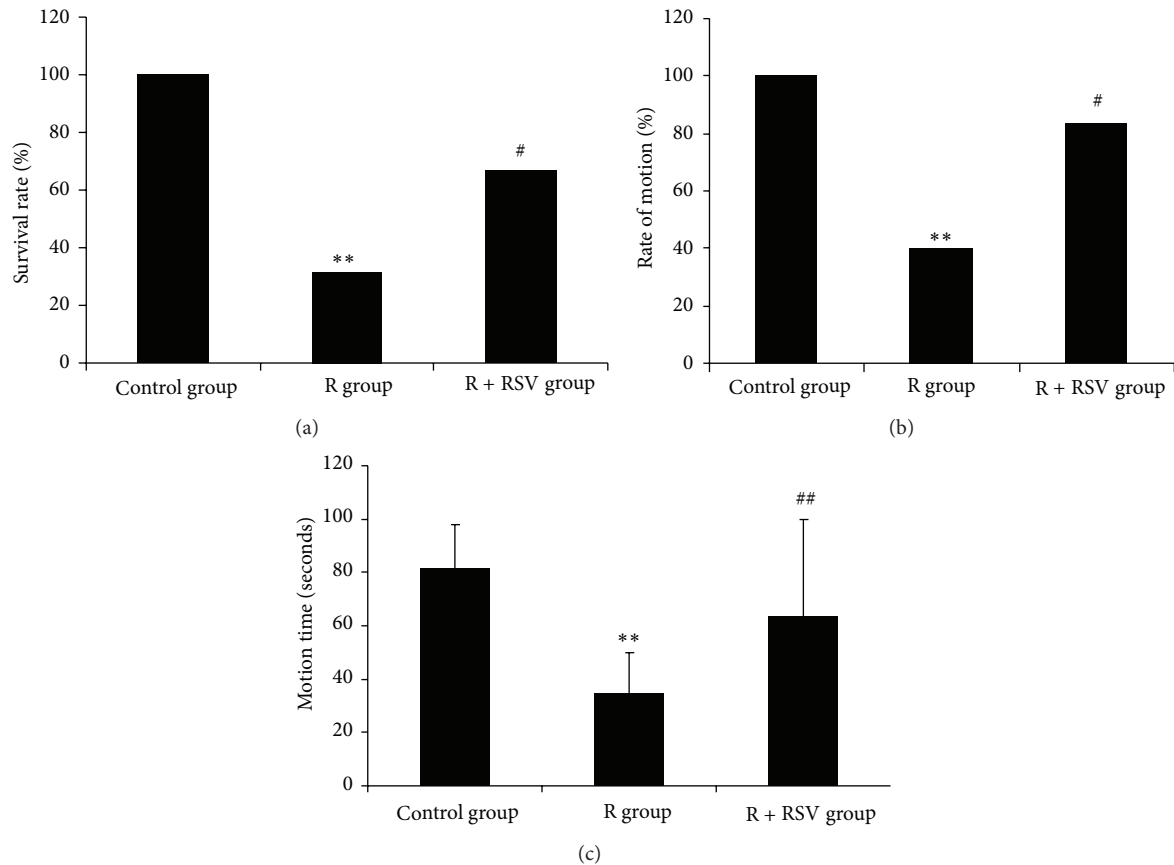 120
100
80
60
40
20
0
Survival rate (%)
**
#
Control group
R group
R + RSV group
(a)
120
100
80
60
40
20
0
Rate of motion (%)
**
#
Control group
R group
R + RSV group
(b)
120
100
80
60
40
20
0
Motion time (seconds)
**
##
Control group
R group
R + RSV group
(c)